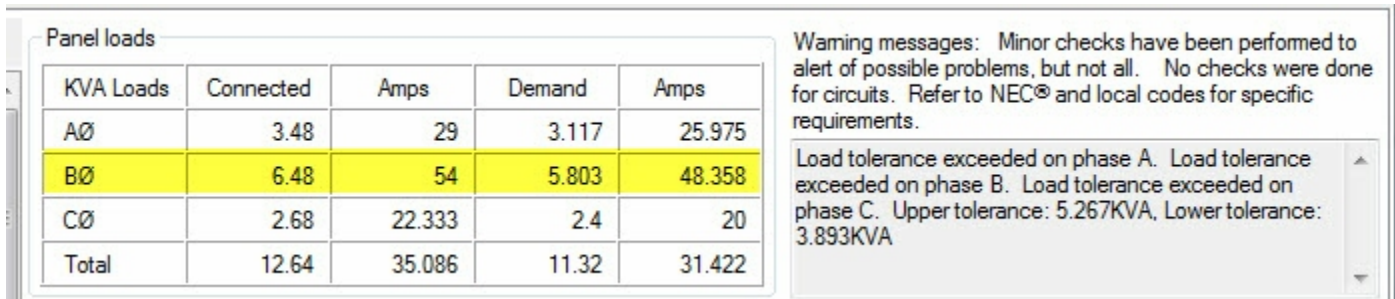 Panel loads
KVA Loads Connected Amps Demand Amps
AØ 3.48 29 3.117 25.975
BØ 6.48 54 5.803 48.358
CØ 2.68 22.333 2.4 20
Total 12.64 35.086 11.32 31.422
Warning messages: Minor checks have been performed to
alert of possible problems, but not all. No checks were done
for circuits. Refer to NEC® and local codes for specific
requirements.
Load tolerance exceeded on phase A. Load tolerance
exceeded on phase B. Load tolerance exceeded on
phase C. Upper tolerance: 5.267KVA, Lower tolerance:
3.893KVA